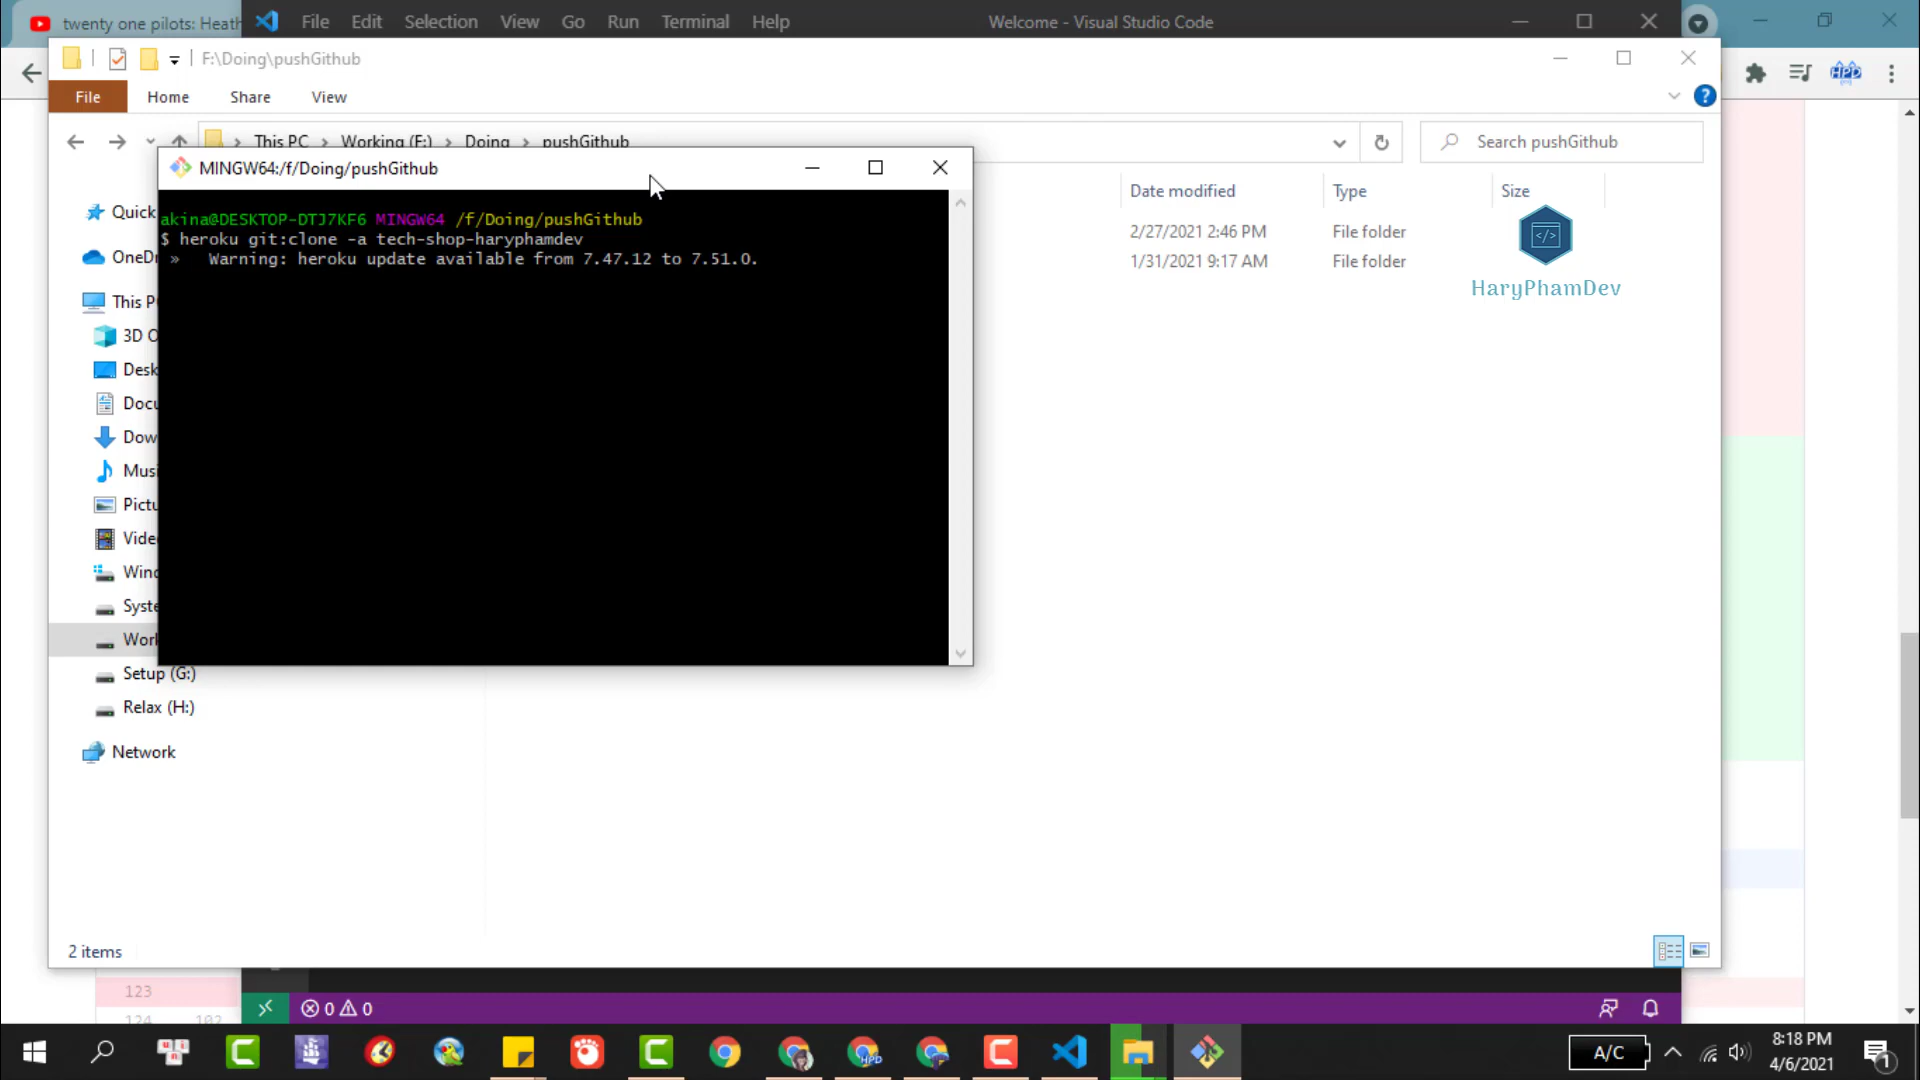 twenty one pilots: Heath
File Edit Selection View Go Run Terminal Help
Welcome - Visual Studio Code
F:\Doing\pushGithub
File Home Share View
This PC > Working (F:) > Doing > pushGithub
Search pushGithub
MINGW64:/f/Doing/pushGithub
akina@DESKTOP-DTJ7KF6 MINGW64 /f/Doing/pushGithub
$ heroku git:clone -a tech-shop-haryphamdev
» Warning: heroku update available from 7.47.12 to 7.51.0.
Date modified Type Size
2/27/2021 2:46 PM File folder
1/31/2021 9:17 AM File folder
</>
HaryPhamDev
HPD
Quick
OneDr
This P
3D O
Desk
Docu
Dow
Musi
Pictu
Vide
Wind
Syste
Work
Setup (G:)
Relax (H:)
Network
2 items
123
124 102
0 0
A/C
8:18 PM
4/6/2021
1